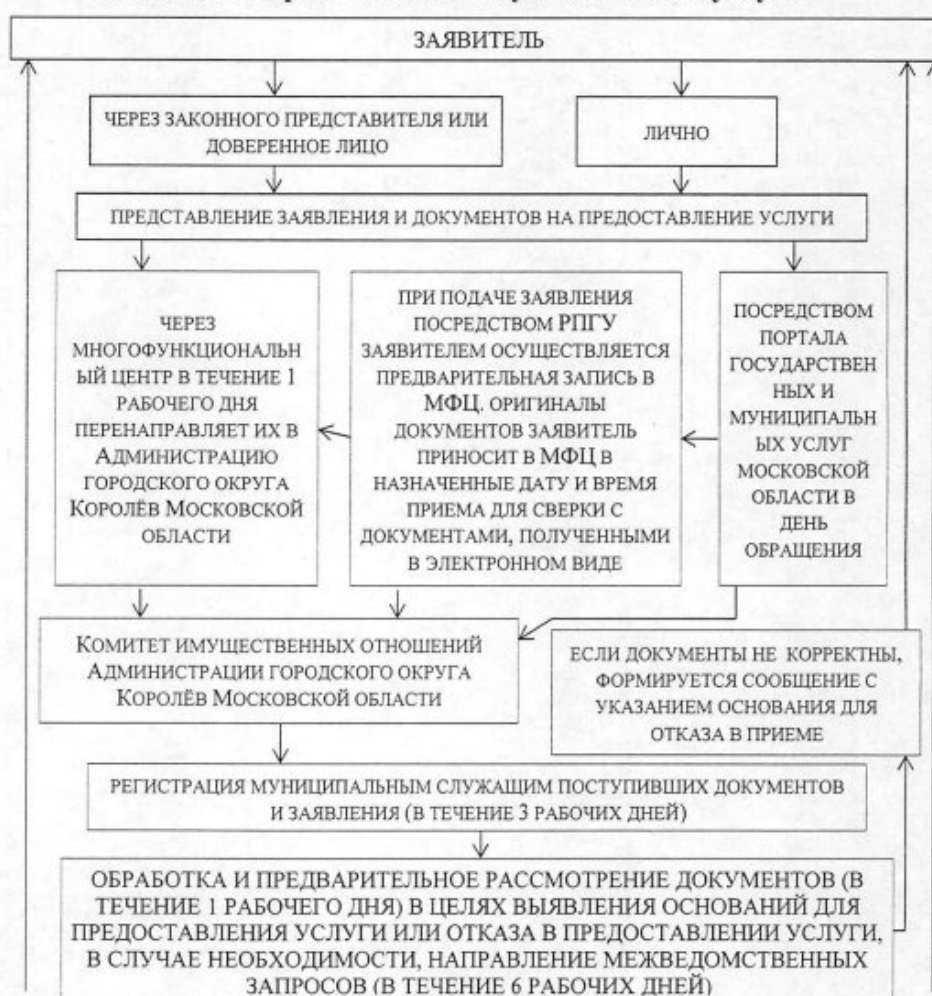 ЗАЯВИТЕЛЬ
ЧЕРЕЗ ЗАКОННОГО ПРЕДСТАВИТЕЛЯ ИЛИ
ДОВЕРЕННОЕ ЛИЦО
ЛИЧНО
ПРЕДСТАВЛЕНИЕ ЗАЯВЛЕНИЯ И ДОКУМЕНТОВ НА ПРЕДОСТАВЛЕНИЕ УСЛУГИ
ЧЕРЕЗ
МНОГОФУНКЦИОНАЛЬН
ЫЙ ЦЕНТР В ТЕЧЕНИЕ 1
РАБОЧЕГО ДНЯ
ПЕРЕНАПРАВЛЯЕТ ИХ В
АДМИНИСТРАЦИЮ
ГОРОДСКОГО ОКРУГА
КОРОЛЁВ МОСКОВСКОЙ
ОБЛАСТИ
ПРИ ПОДАЧЕ ЗАЯВЛЕНИЯ
ПОСРЕДСТВОМ РПГУ
ЗАЯВИТЕЛЕМ ОСУЩЕСТВЛЯЕТСЯ
ПРЕДВАРИТЕЛЬНАЯ ЗАПИСЬ В
МФЦ. ОРИГИНАЛЫ
ДОКУМЕНТОВ ЗАЯВИТЕЛЬ
ПРИНОСИТ В МФЦ В
НАЗНАЧЕННЫЕ ДАТУ И ВРЕМЯ
ПРИЕМА ДЛЯ СВЕРКИ С
ДОКУМЕНТАМИ, ПОЛУЧЕННЫМИ
В ЭЛЕКТРОННОМ ВИДЕ
ПОСРЕДСТВОМ
ПОРТАЛА
ГОСУДАРСТВЕН
НЫХ И
МУНИЦИПАЛЬН
ЫХ УСЛУГ
МОСКОВСКОЙ
ОБЛАСТИ В
ДЕНЬ
ОБРАЩЕНИЯ
КОМИТЕТ ИМУЩЕСТВЕННЫХ ОТНОШЕНИЙ
АДМИНИСТРАЦИИ ГОРОДСКОГО ОКРУГА
КОРОЛЁВ МОСКОВСКОЙ ОБЛАСТИ
ЕСЛИ ДОКУМЕНТЫ НЕ КОРРЕКТНЫ,
ФОРМИРУЕТСЯ СООБЩЕНИЕ С
УКАЗАНИЕМ ОСНОВАНИЯ ДЛЯ
ОТКАЗА В ПРИЕМЕ
РЕГИСТРАЦИЯ МУНИЦИПАЛЬНЫМ СЛУЖАЩИМ ПОСТУПИВШИХ ДОКУМЕНТОВ
И ЗАЯВЛЕНИЯ (В ТЕЧЕНИЕ 3 РАБОЧИХ ДНЕЙ)
ОБРАБОТКА И ПРЕДВАРИТЕЛЬНОЕ РАССМОТРЕНИЕ ДОКУМЕНТОВ (В
ТЕЧЕНИЕ 1 РАБОЧЕГО ДНЯ) В ЦЕЛЯХ ВЫЯВЛЕНИЯ ОСНОВАНИЙ ДЛЯ
ПРЕДОСТАВЛЕНИЯ УСЛУГИ ИЛИ ОТКАЗА В ПРЕДОСТАВЛЕНИИ УСЛУГИ,
В СЛУЧАЕ НЕОБХОДИМОСТИ, НАПРАВЛЕНИЕ МЕЖВЕДОМСТВЕННЫХ
ЗАПРОСОВ (В ТЕЧЕНИЕ 6 РАБОЧИХ ДНЕЙ)